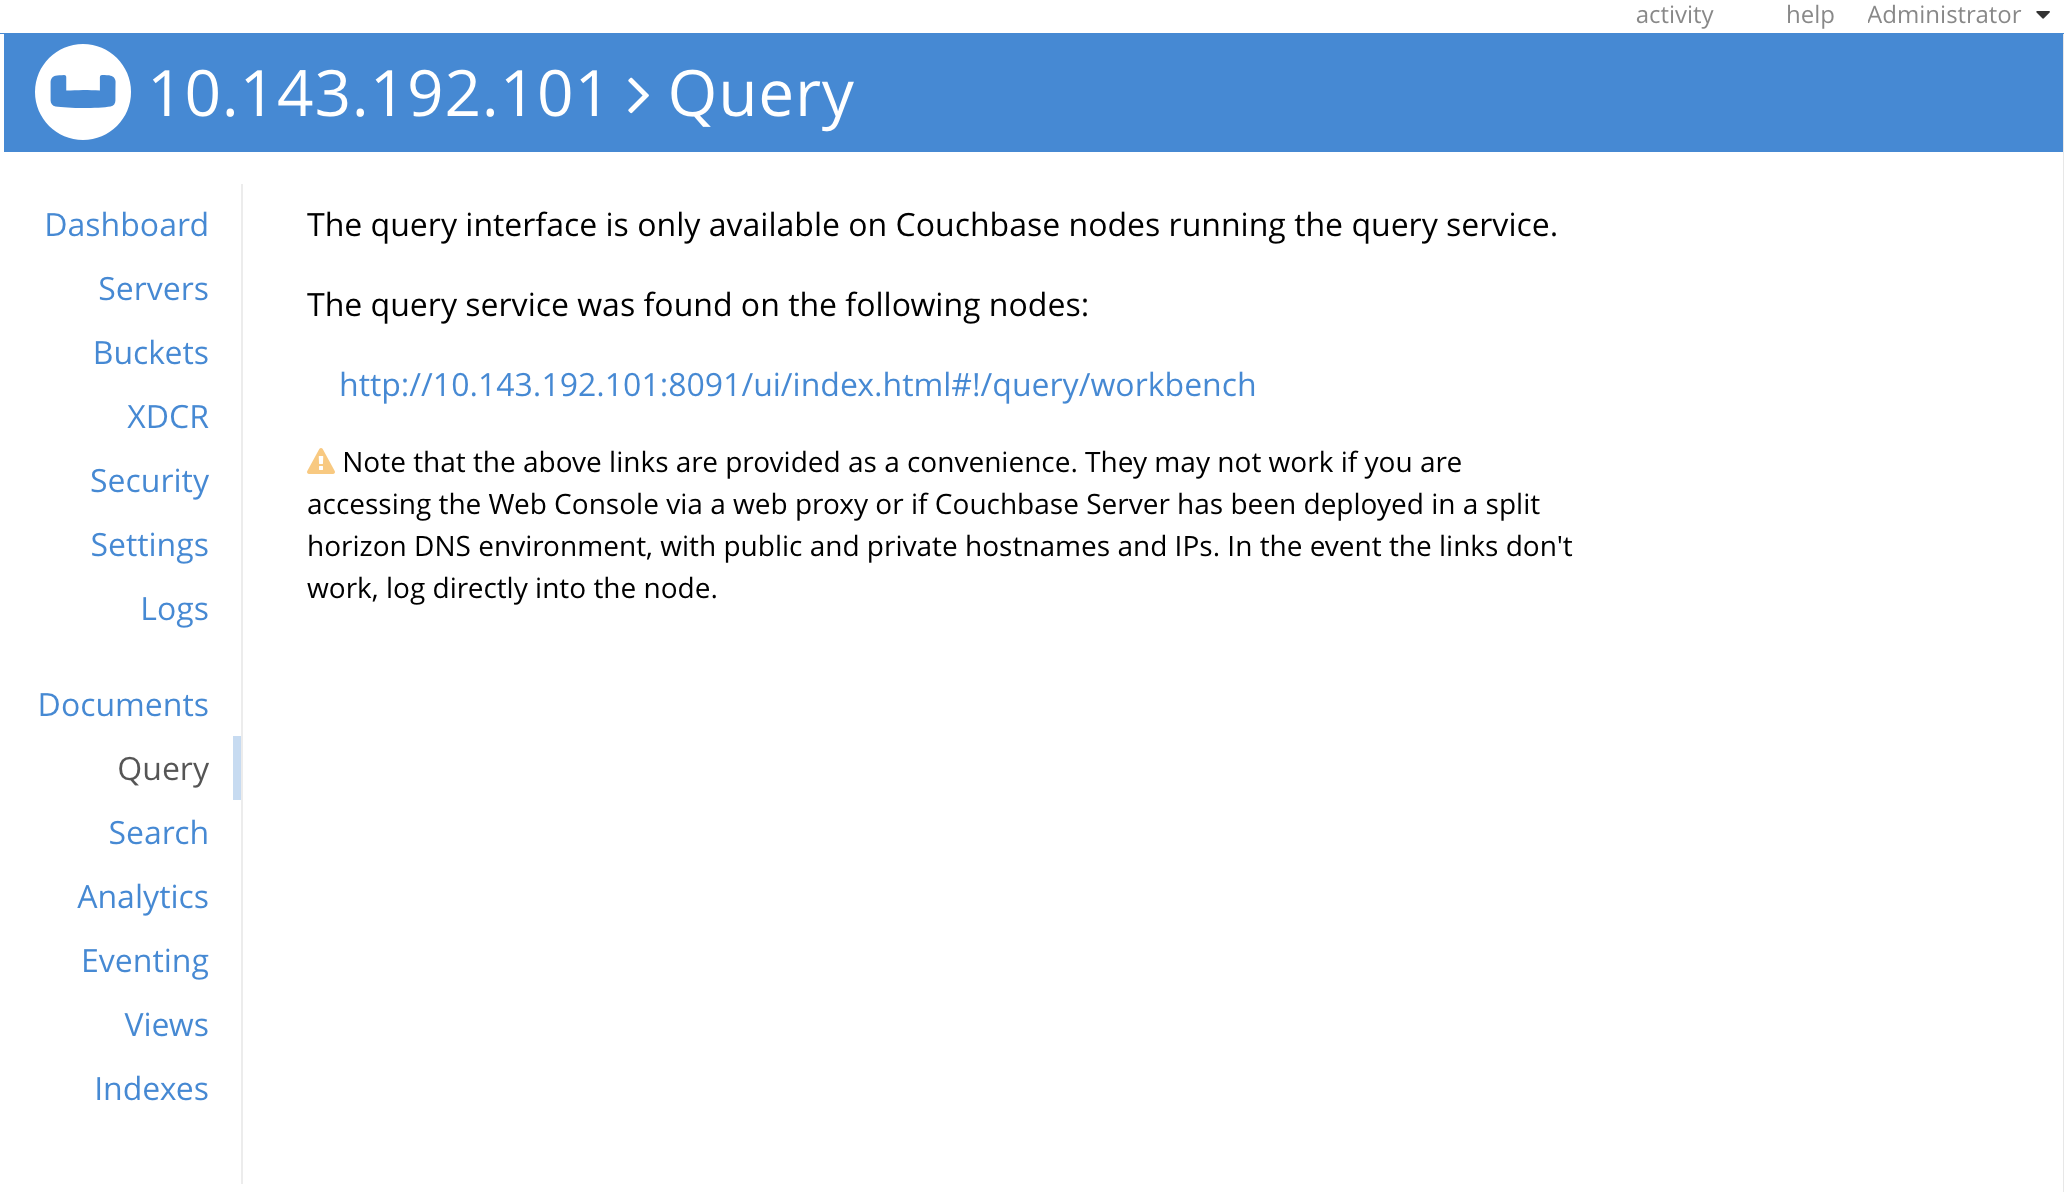 activity help Administrator
10.143.192.101 > Query
Dashboard
Servers
Buckets
XDCR
Security
Settings
Logs
Documents
Query
Search
Analytics
Eventing
Views
Indexes
The query interface is only available on Couchbase nodes running the query service.
The query service was found on the following nodes:
http://10.143.192.101:8091/ui/index.html#!/query/workbench
Note that the above links are provided as a convenience. They may not work if you are
accessing the Web Console via a web proxy or if Couchbase Server has been deployed in a split
horizon DNS environment, with public and private hostnames and IPs. In the event the links don't
work, log directly into the node.